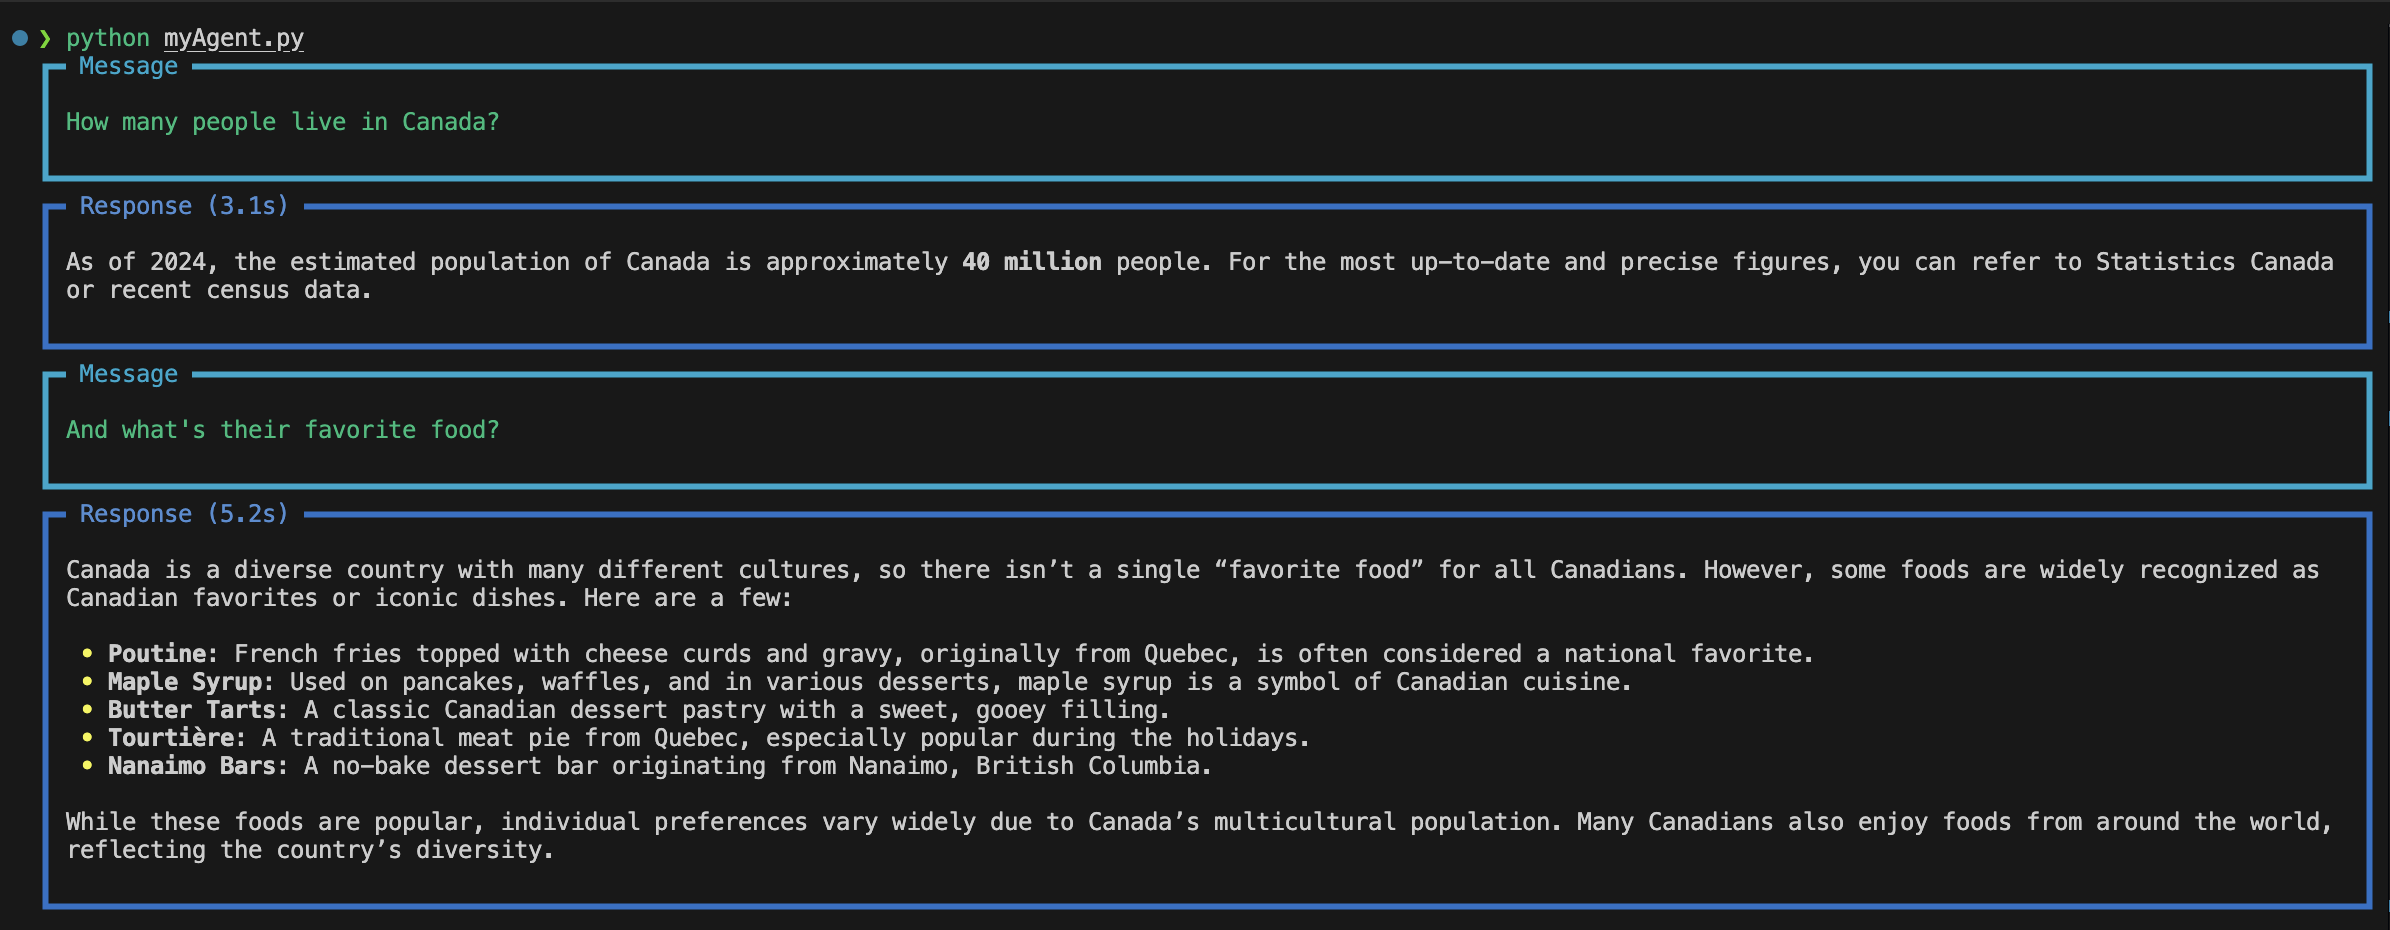 ❯ python myAgent.py
Message
How many people live in Canada?
Response (3.1s)
As of 2024, the estimated population of Canada is approximately 40 million people. For the most up-to-date and precise figures, you can refer to Statistics Canada
or recent census data.
Message
And what's their favorite food?
Response (5.2s)
Canada is a diverse country with many different cultures, so there isn’t a single “favorite food” for all Canadians. However, some foods are widely recognized as
Canadian favorites or iconic dishes. Here are a few:
• Poutine: French fries topped with cheese curds and gravy, originally from Quebec, is often considered a national favorite.
• Maple Syrup: Used on pancakes, waffles, and in various desserts, maple syrup is a symbol of Canadian cuisine.
• Butter Tarts: A classic Canadian dessert pastry with a sweet, gooey filling.
• Tourtière: A traditional meat pie from Quebec, especially popular during the holidays.
• Nanaimo Bars: A no-bake dessert bar originating from Nanaimo, British Columbia.
While these foods are popular, individual preferences vary widely due to Canada’s multicultural population. Many Canadians also enjoy foods from around the world,
reflecting the country’s diversity.